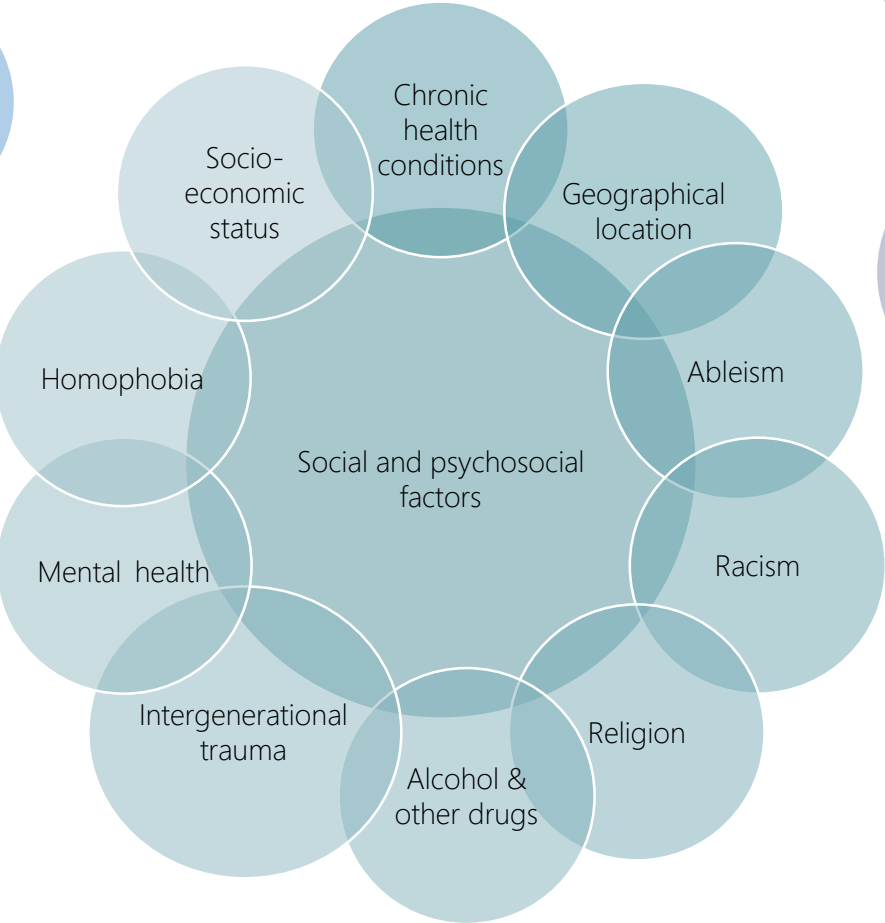 Chronic
health
conditions
Geographical
location
Ableism
Racism
Religion
Alcohol &
other drugs
Intergenerational
trauma
Mental health
Homophobia
Socio-
economic
status
Social and psychosocial
factors